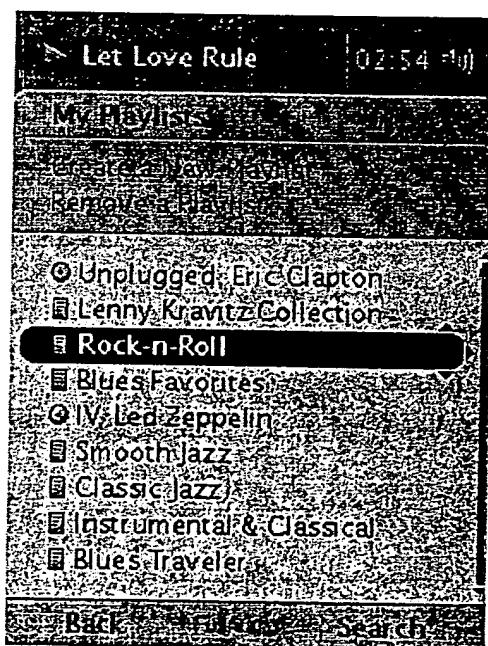 Let Love Rule 02:54
My Playlists
Create a New Playlist
Remove a Playlist
Unplugged, Eric Clapton
Lenny Kravitz Collection
Rock-n-Roll
Blues Favorites
IV, Led Zeppelin
Smooth Jazz
Classic Jazz
Instrumental & Classical
Blues Traveler
Back Search